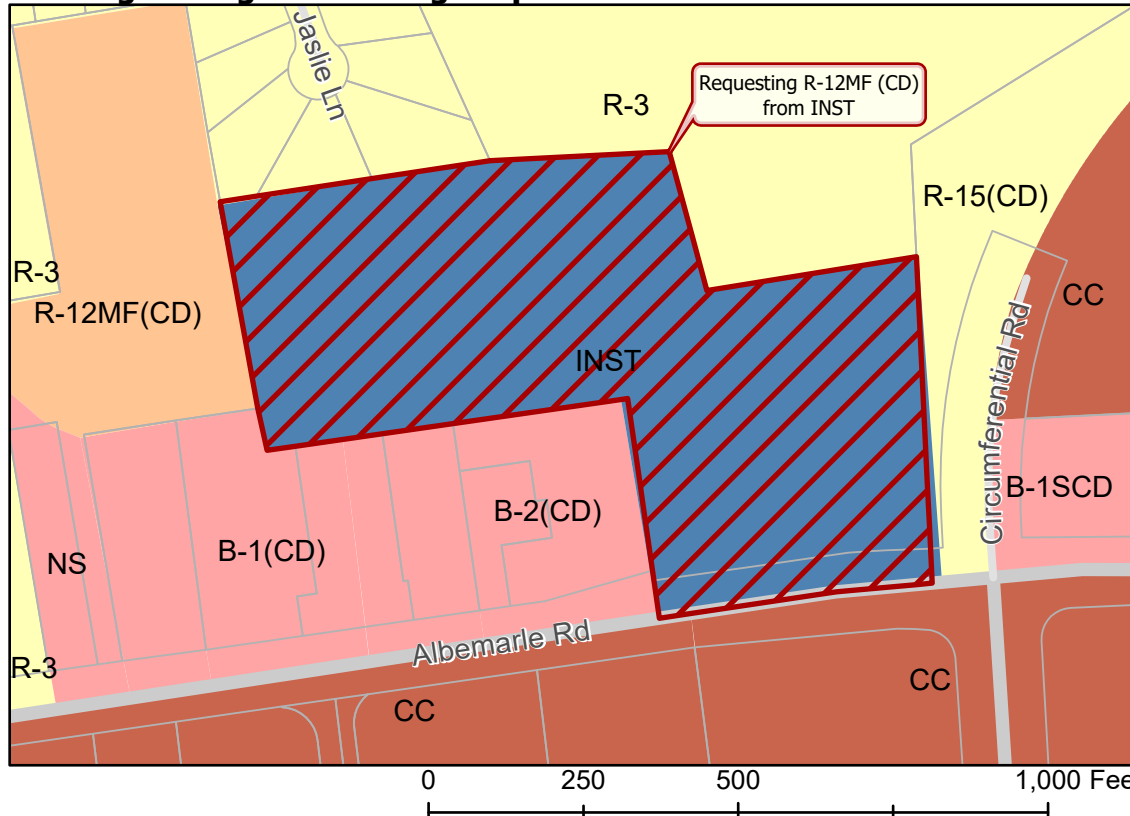 Jaslie Ln
R-3
Requesting R-12MF (CD)
from INST
R-15(CD)
R-3
R-12MF(CD)
CC
INST
Circumferential Rd
B-1SCD
B-2(CD)
B-1(CD)
NS
Albemarle Rd
R-3
CC
CC
0 250 500 1,000 Fee